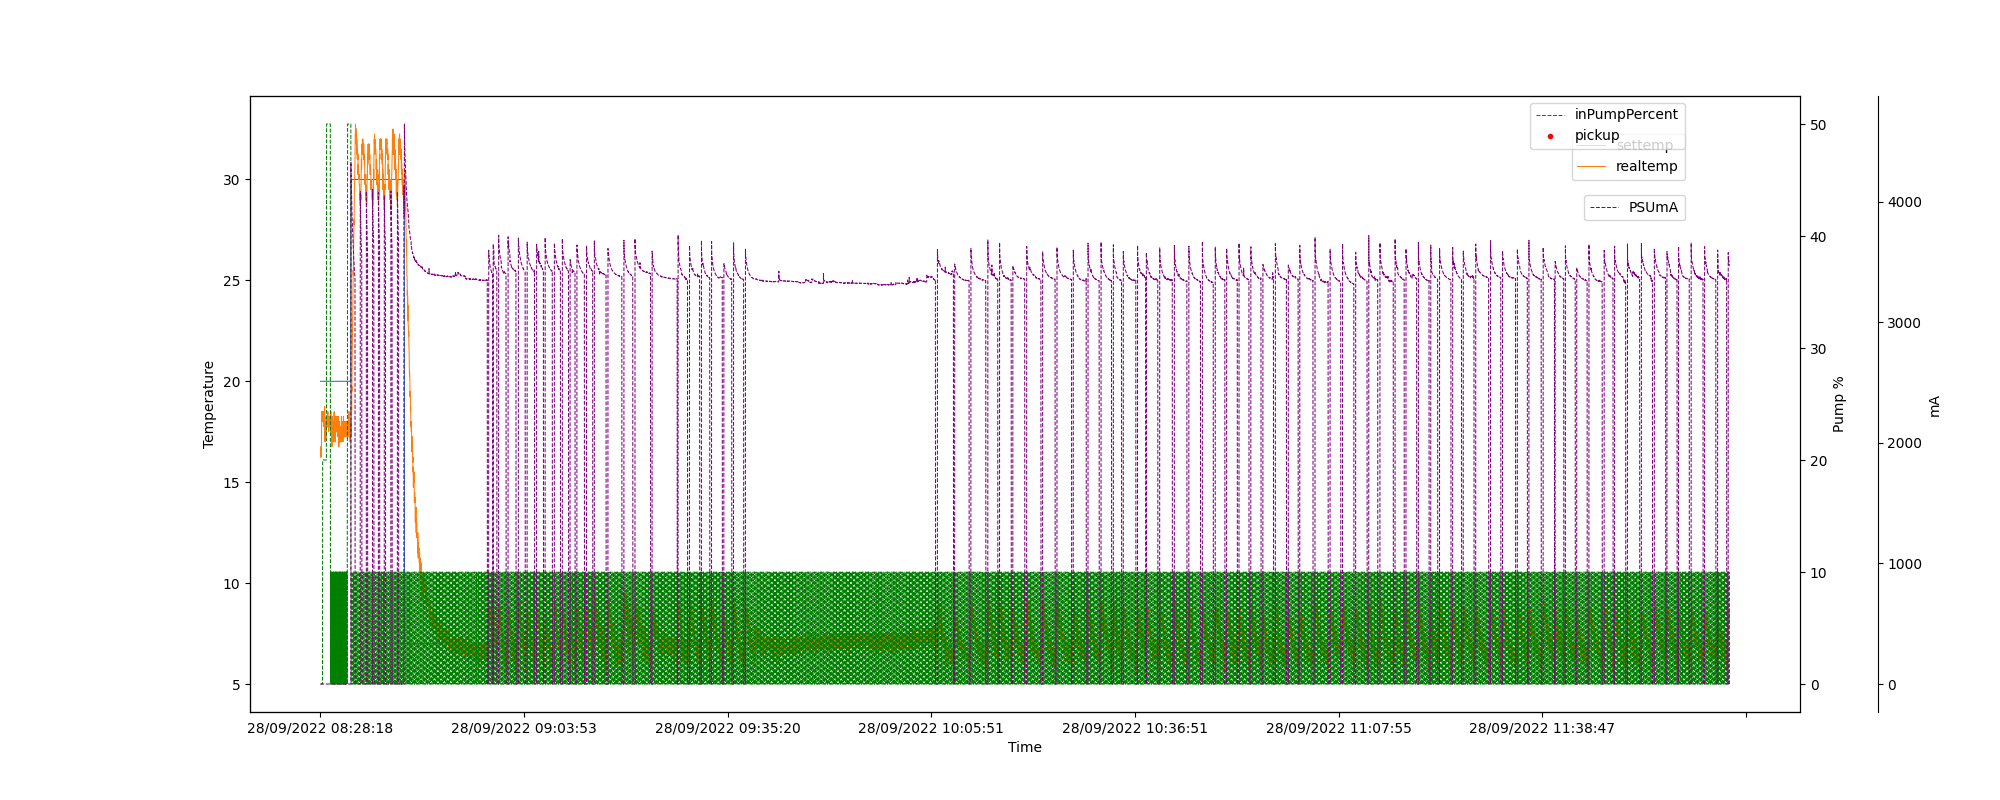 inPumpPercent
pickup
settemp
realtemp
PSUmA
30
25
20
15
10
5
Temperature
50
40
30
20
10
0
Pump %
4000
3000
2000
1000
0
mA
28/09/2022 08:28:18
28/09/2022 09:03:53
28/09/2022 09:35:20
28/09/2022 10:05:51
28/09/2022 10:36:51
28/09/2022 11:07:55
28/09/2022 11:38:47
Time